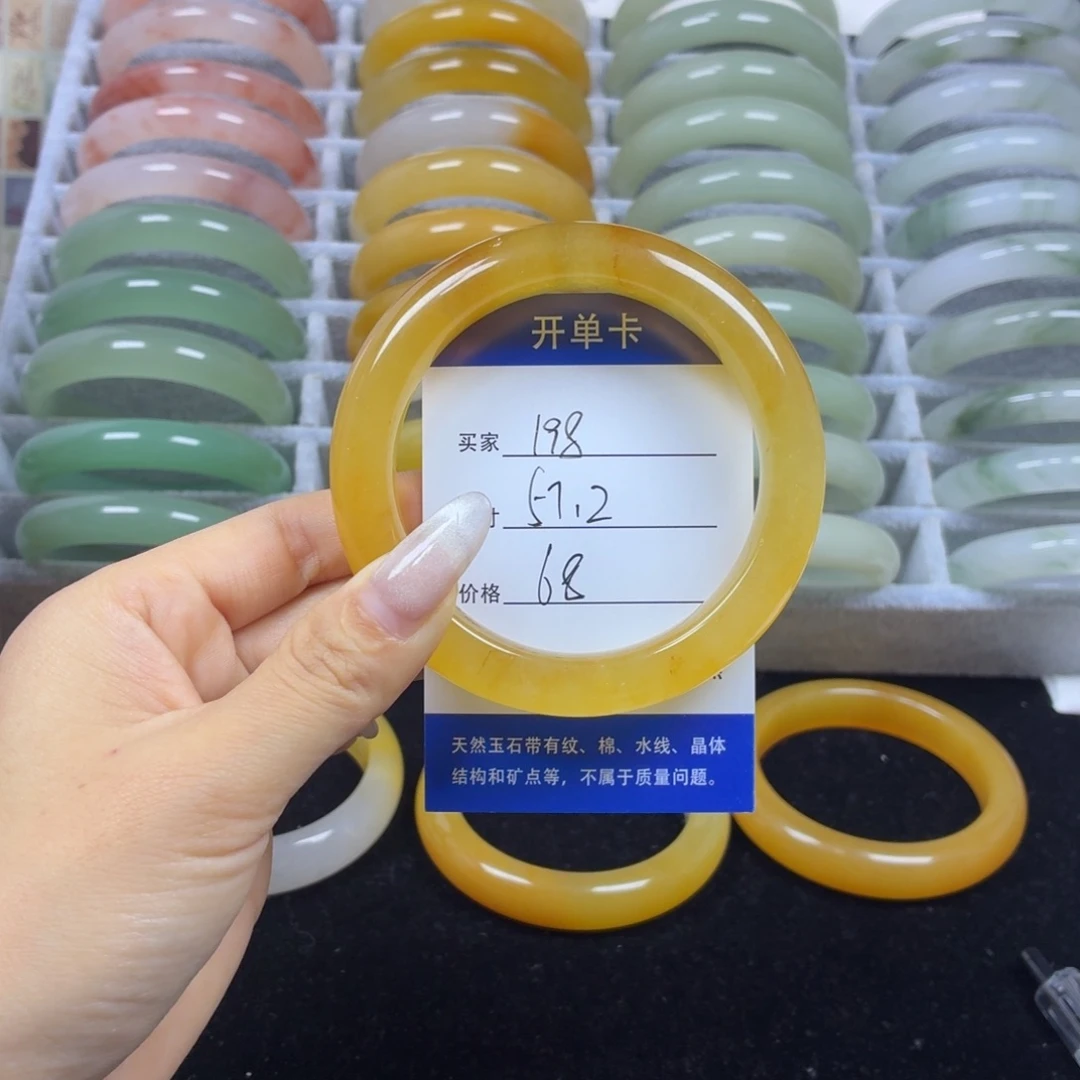 开单卡
买家 198
寸 57.2
价格 68
天然玉石带有纹、棉、水线、晶体
结构和矿点等，不属于质量问题。